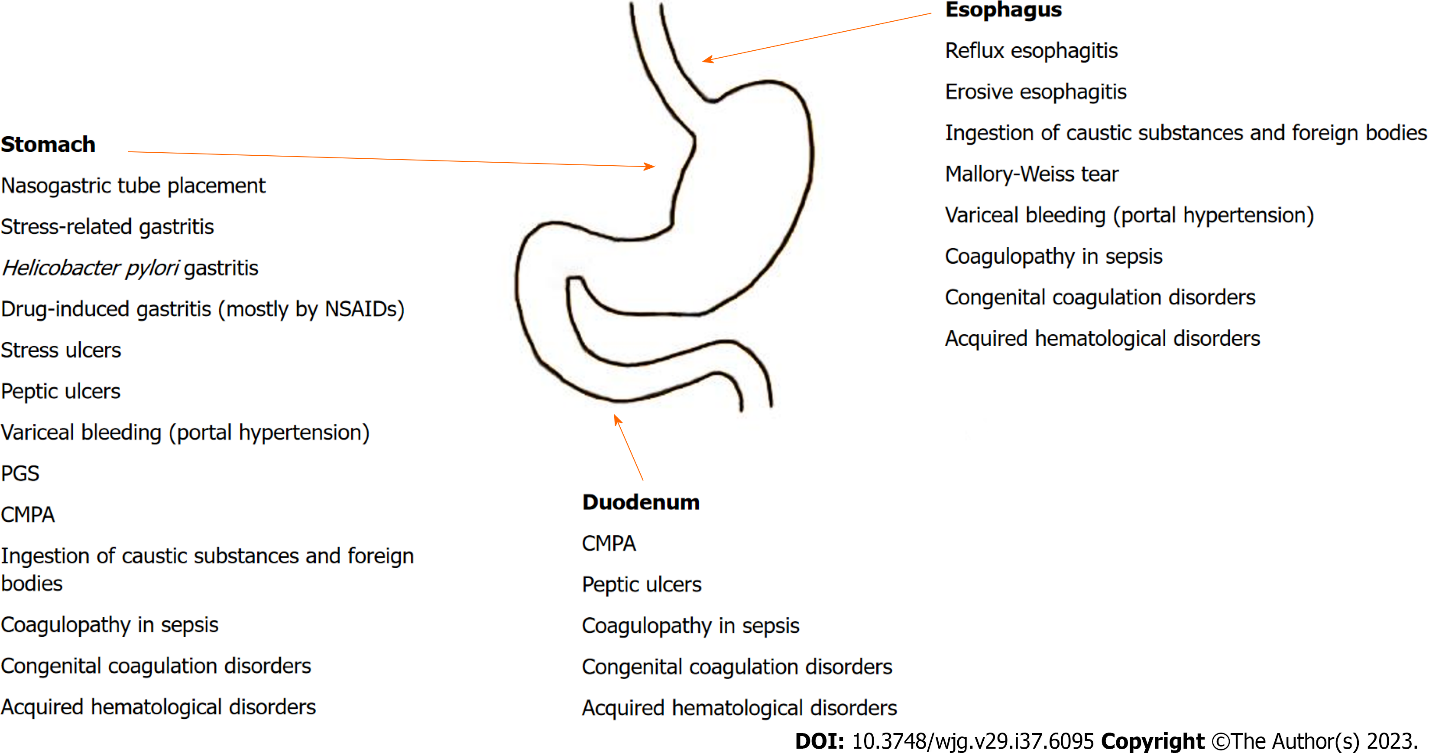 Esophagus
Reflux esophagitis
Erosive esophagitis
Ingestion of caustic substances and foreign bodies
Mallory-Weiss tear
Variceal bleeding (portal hypertension)
Coagulopathy in sepsis
Congenital coagulation disorders
Acquired hematological disorders
Stomach
Nasogastric tube placement
Stress-related gastritis
Helicobacter pylori gastritis
Drug-induced gastritis (mostly by NSAIDs)
Stress ulcers
Peptic ulcers
Variceal bleeding (portal hypertension)
PGS
CMPA
Ingestion of caustic substances and foreign
bodies
Coagulopathy in sepsis
Congenital coagulation disorders
Acquired hematological disorders
Duodenum
CMPA
Peptic ulcers
Coagulopathy in sepsis
Congenital coagulation disorders
Acquired hematological disorders
DOI: 10.3748/wjg.v29.i37.6095 Copyright ©The Author(s) 2023.